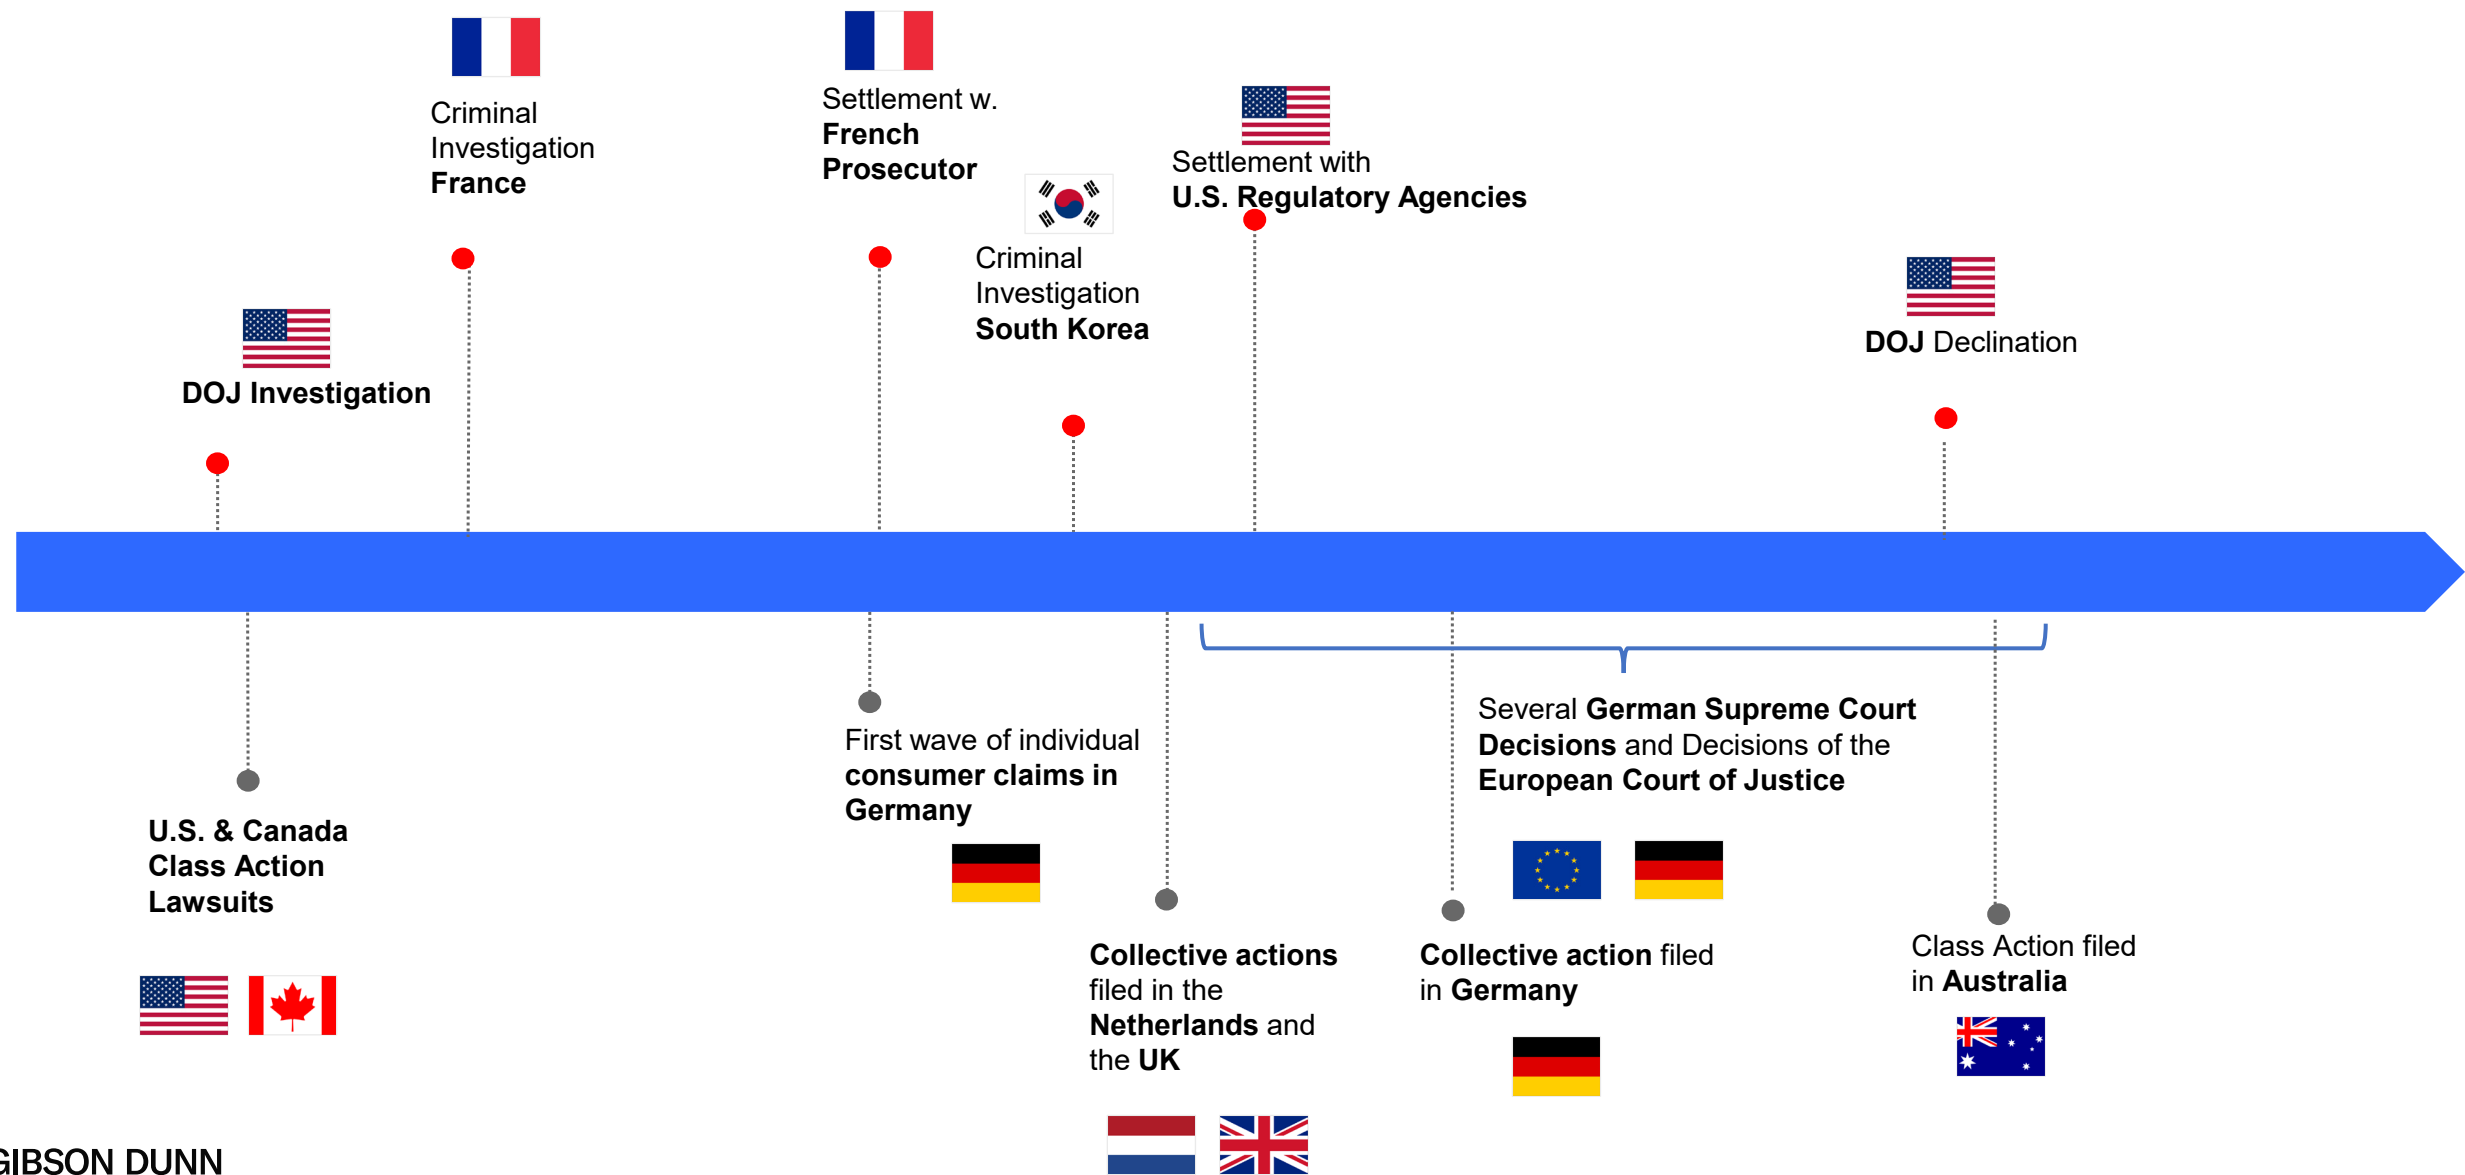 Criminal
Investigation
France
Settlement w.
French
Prosecutor
Settlement with
U.S. Regulatory Agencies
Criminal
Investigation
South Korea
DOJ Investigation
DOJ Declination
U.S. & Canada
Class Action
Lawsuits
First wave of individual
consumer claims in
Germany
Several German Supreme Court
Decisions and Decisions of the
European Court of Justice
Collective actions
filed in the
Netherlands and
the UK
Collective action filed
in Germany
Class Action filed
in Australia
GIBSON DUNN